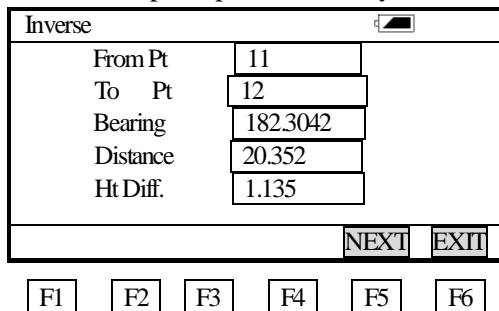 Inverse
From Pt 11
To Pt 12
Bearing 182.3042
Distance 20.352
Ht Diff. 1.135
NEXT EXIT
F1 F2 F3 F4 F5 F6